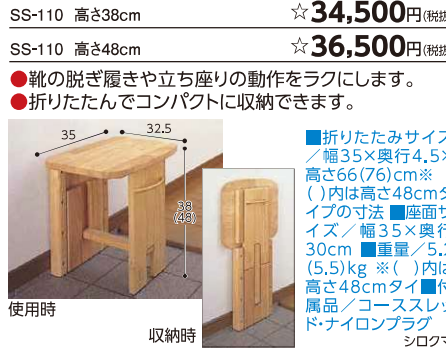 SS-110 高さ38cm ☆34,500円(税抜
SS-110 高さ48cm ☆36,500円(税抜
●靴の脱ぎ履きや立ち座りの動作をラクにします。
●折りたたんでコンパクトに収納できます。
35
32.5
38
(48)
使用時
収納時
■折りたたみサイズ
／幅35×奥行4.5×
高さ66(76)cm※
( )内は高さ48cmタ
イプの寸法 ■座面サ
イズ／幅35×奥行
30cm ■重量／5.2
(5.5)kg ※( )内は
高さ48cmタイ■付
属品／コーススレッ
ド・ナイロンプラグ
シロクマ